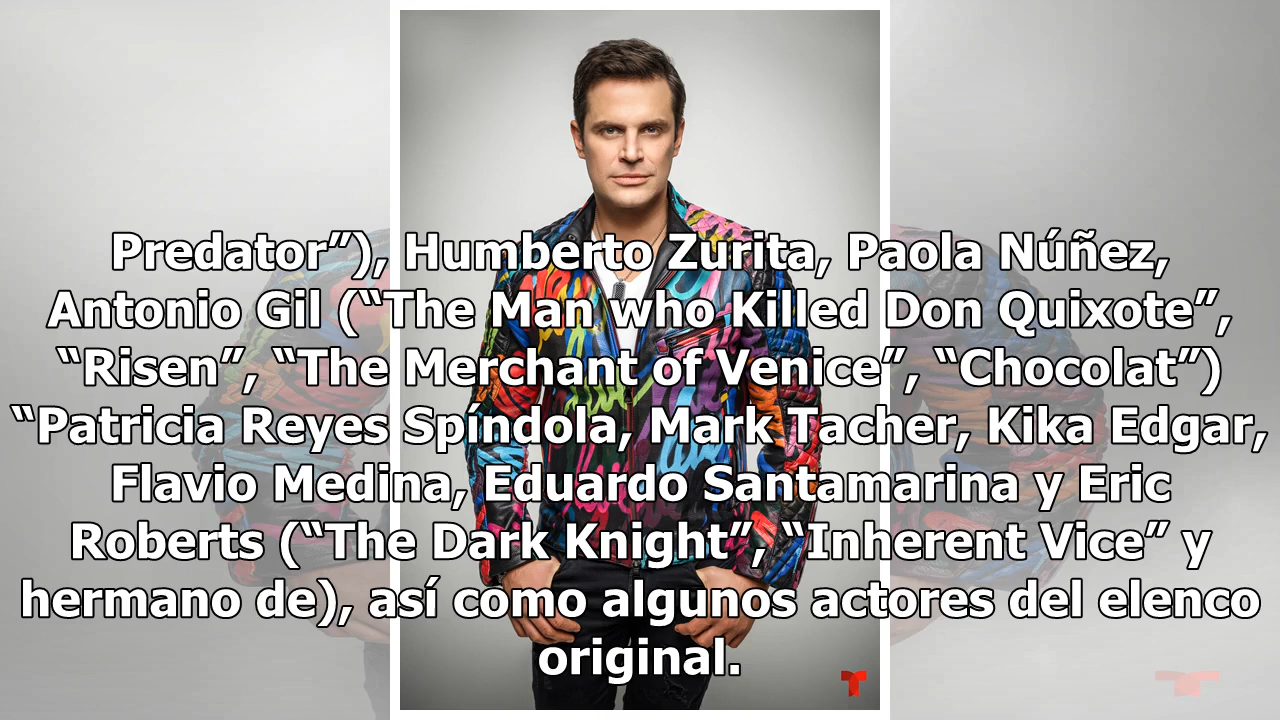 Predator”), Humberto Zurita, Paola Núñez,
Antonio Gil (“The Man who Killed Don Quixote”,
“Risen”, “The Merchant of Venice”, “Chocolat”)
“Patricia Reyes Spíndola, Mark Tacher, Kika Edgar,
Flavio Medina, Eduardo Santamarina y Eric
Roberts (“The Dark Knight”, “Inherent Vice” y
hermano de), así como algunos actores del elenco
original.